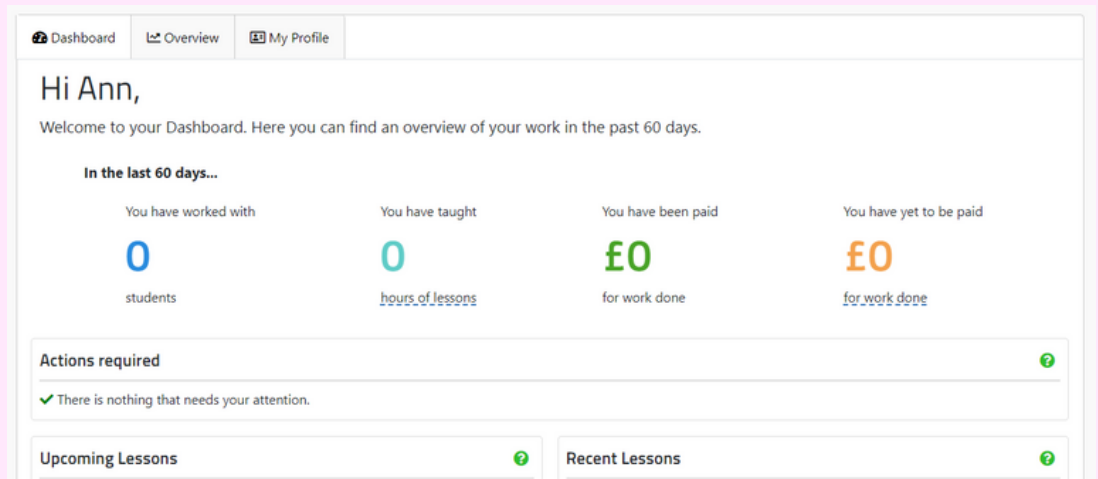 Dashboard Overview My Profile
Hi Ann,
Welcome to your Dashboard. Here you can find an overview of your work in the past 60 days.
In the last 60 days...
You have worked with
0
students
You have taught
0
hours of lessons
You have been paid
£0
for work done
You have yet to be paid
£0
for work done
Actions required
There is nothing that needs your attention.
Upcoming Lessons
Recent Lessons